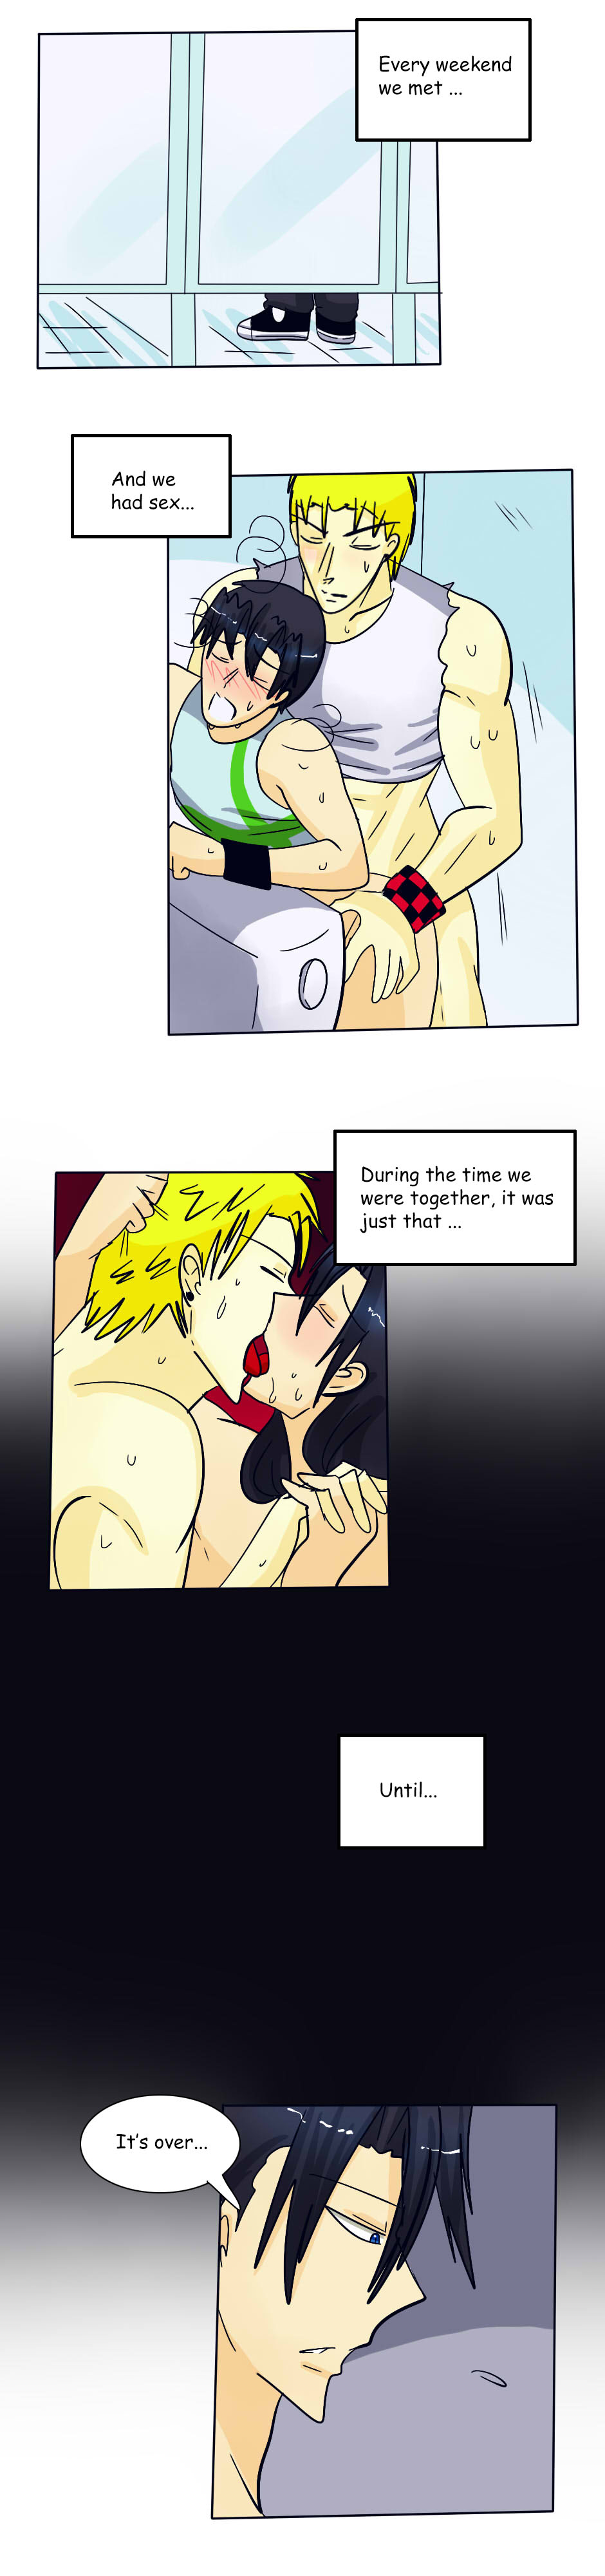 Every weekend
we met ...
And we
had sex...
During the time we
were together, it was
just that ...
Until...
It's over...